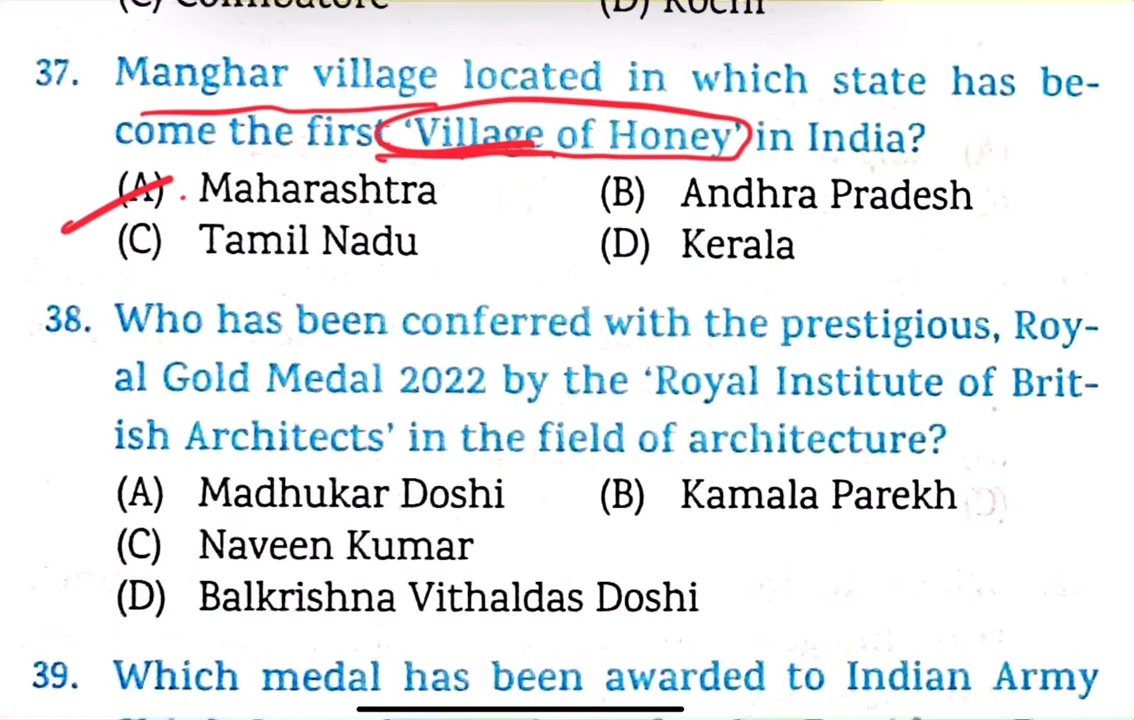 (D) Kochi
37. Manghar village located in which state has be-
come the first 'Village of Honey' in India?
(A) . Maharashtra (B) Andhra Pradesh
(C) Tamil Nadu (D) Kerala
38. Who has been conferred with the prestigious, Roy-
al Gold Medal 2022 by the 'Royal Institute of Brit-
ish Architects' in the field of architecture?
(A) Madhukar Doshi (B) Kamala Parekh
(C) Naveen Kumar
(D) Balkrishna Vithaldas Doshi
39. Which medal has been awarded to Indian Army